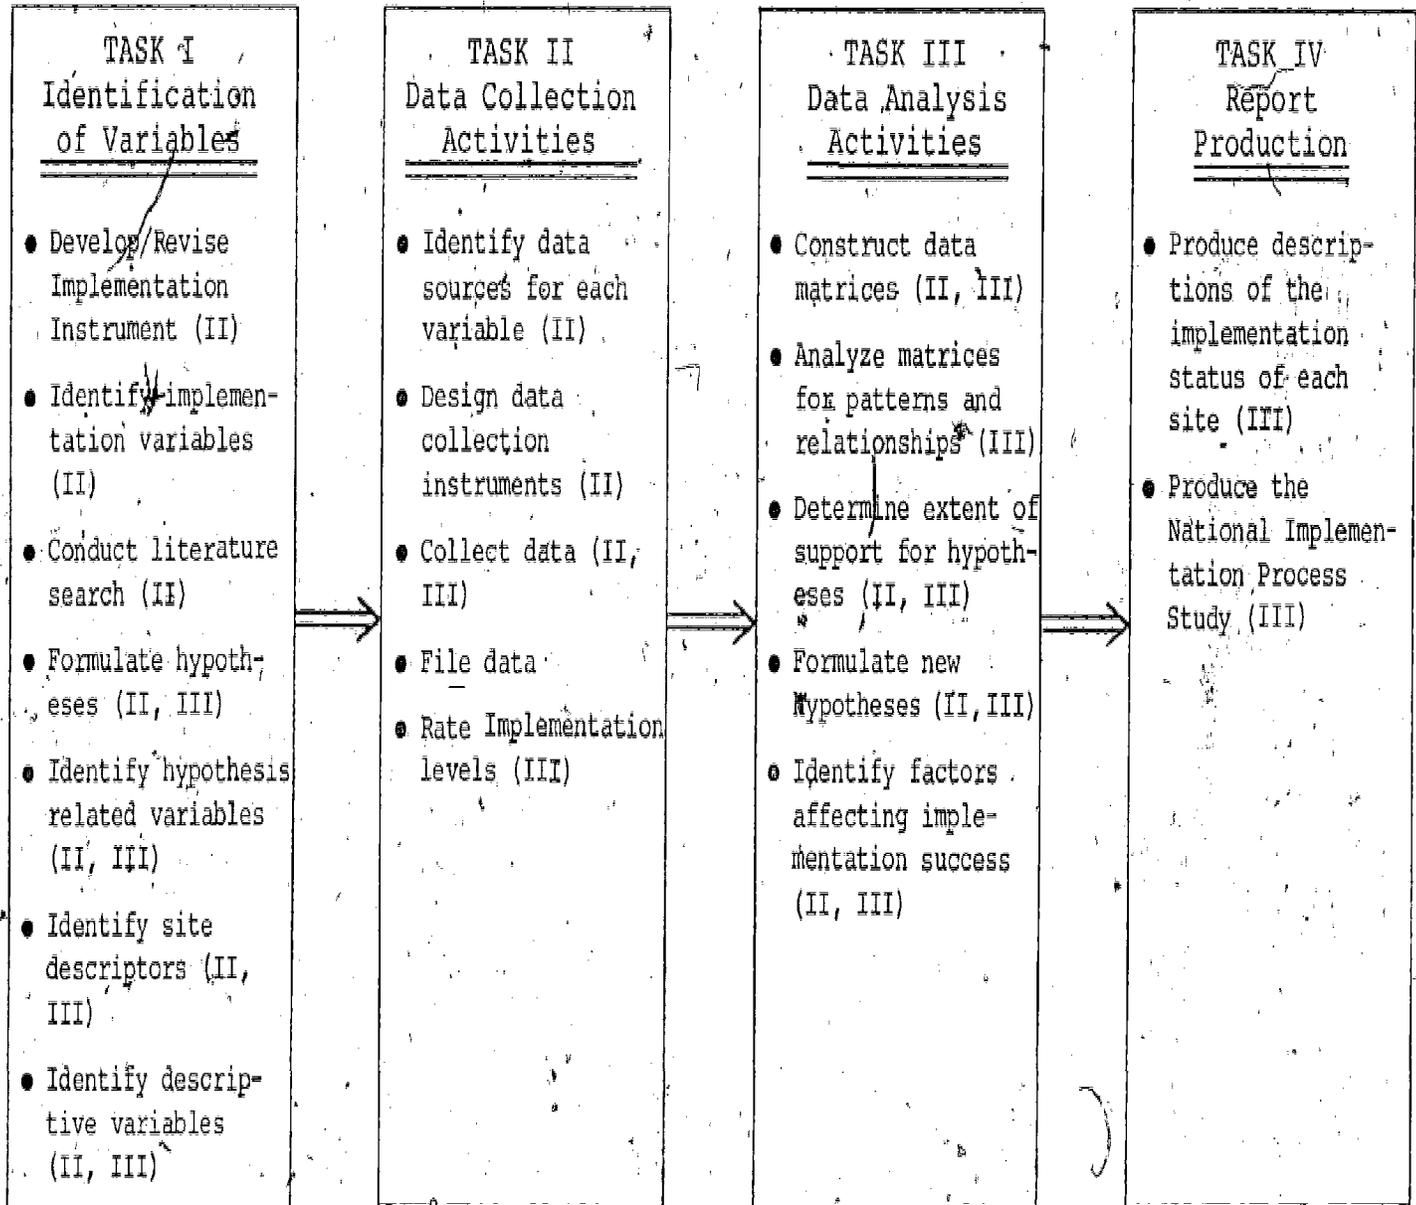 TASK I
Identification
of Variables
● Develop/Revise
Implementation
Instrument (II)
● Identify implemen-
tation variables
(II)
● Conduct literature
search (II)
● Formulate hypoth-
eses (II, III)
● Identify hypothesis
related variables
(II, III)
● Identify site
descriptors (II,
III)
● Identify descrip-
tive variables
(II, III)
TASK II
Data Collection
Activities
● Identify data
sources for each
variable (II)
● Design data
collection
instruments (II)
● Collect data (II,
III)
● File data
● Rate Implementation
levels (III)
TASK III
Data Analysis
Activities
● Construct data
matrices (II, III)
● Analyze matrices
for patterns and
relationships (III)
● Determine extent of
support for hypoth-
eses (II, III)
● Formulate new
Hypotheses (II, III)
● Identify factors
affecting imple-
mentation success
(II, III)
TASK IV
Report
Production
● Produce descrip-
tions of the
implementation
status of each
site (III)
● Produce the
National Implemen-
tation Process
Study (III)